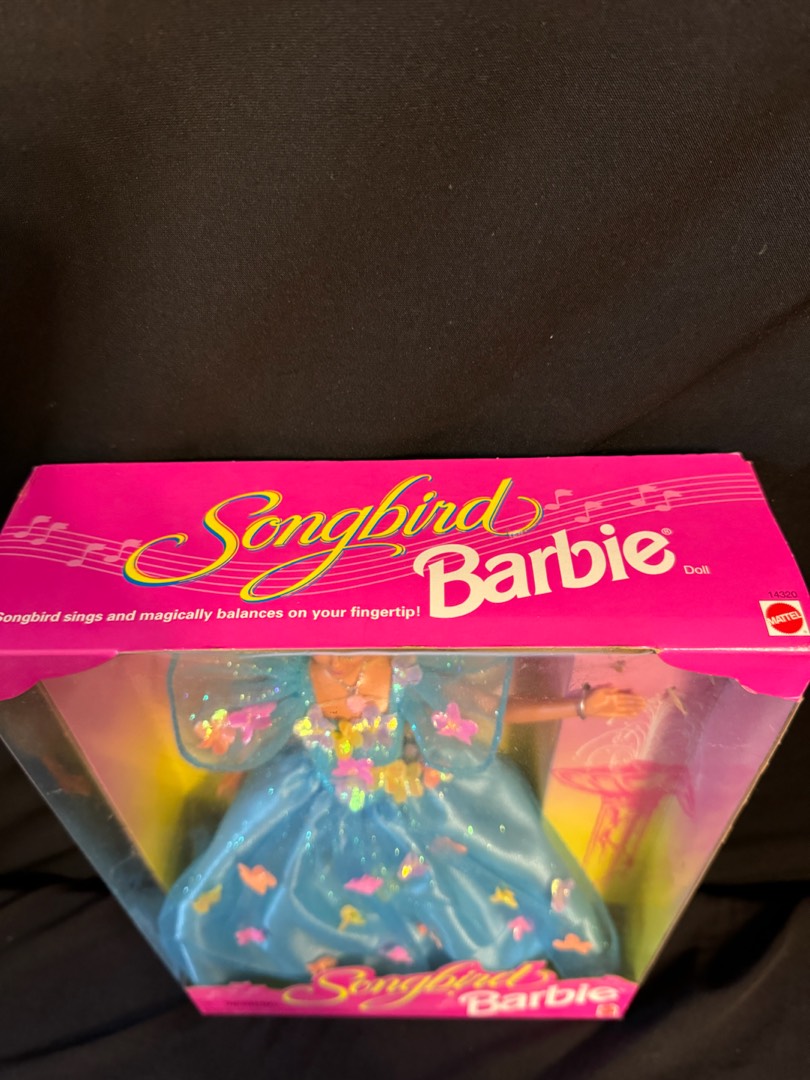 Songbird
Barbie®
Doll
Songbird sings and magically balances on your fingertip!
14320
MATTEL
Songbird
Barbie